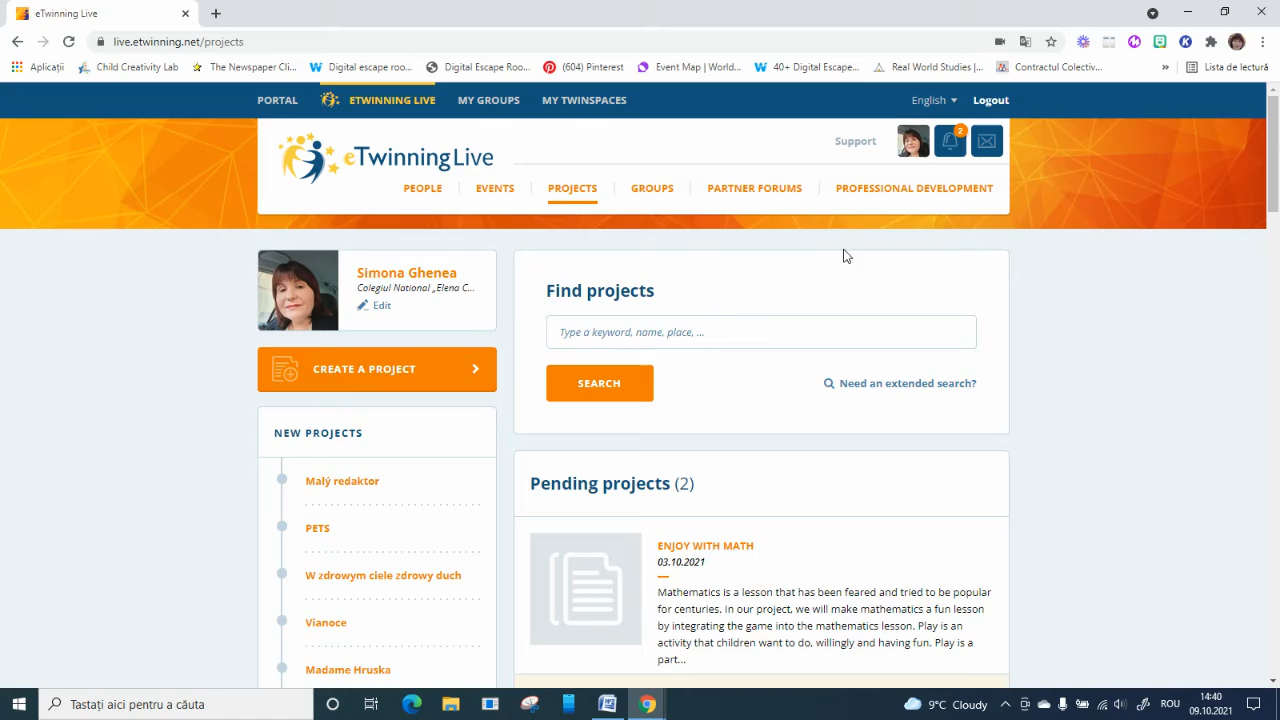 eTwinning Live
live.etwinning.net/projects
Aplicații
Child Creativity Lab
The Newspaper Cli...
Digital escape roo...
Digital Escape Roo...
(604) Pinterest
Event Map | World...
40+ Digital Escape...
Real World Studies |...
Contractul Colectiv...
»
Lista de lectură
PORTAL
ETWINNING LIVE
MY GROUPS
MY TWINSPACES
English
Logout
eTwinning Live
Support
2
PEOPLE
EVENTS
PROJECTS
GROUPS
PARTNER FORUMS
PROFESSIONAL DEVELOPMENT
Simona Ghenea
Colegiul National „Elena C...
Edit
CREATE A PROJECT
NEW PROJECTS
Malý redaktor
PETS
W zdrowym ciele zdrowy duch
Vianoce
Madame Hruska
Find projects
Type a keyword, name, place, ...
SEARCH
Need an extended search?
Pending projects (2)
ENJOY WITH MATH
03.10.2021
Mathematics is a lesson that has been feared and tried to be popular
for centuries. In our project, we will make mathematics a fun lesson
by integrating the game into the mathematics lesson. Play is an
activity that children want to do, willingly and having fun. Play is a
part...
Tastați aici pentru a căuta
9°C Cloudy
ROU
14:40
09.10.2021